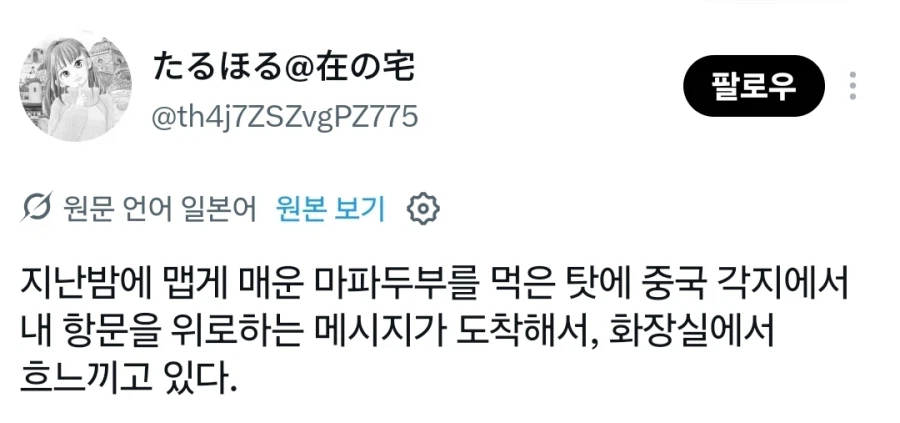 たるほる@在の宅
@th4j7ZSZvgPZ775
팔로우
원문 언어 일본어 원본 보기
지난밤에 맵게 매운 마파두부를 먹은 탓에 중국 각지에서
내 항문을 위로하는 메시지가 도착해서, 화장실에서
흐느끼고 있다.